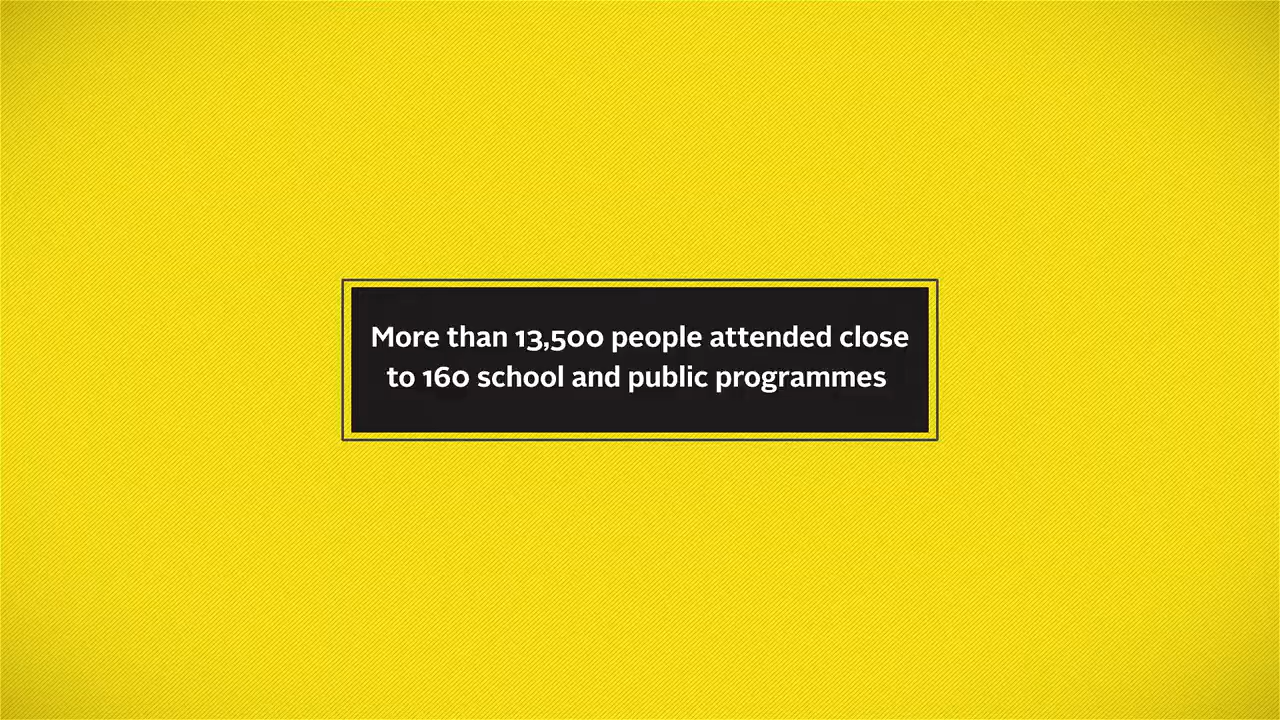 More than 13,500 people attended close
to 160 school and public programmes